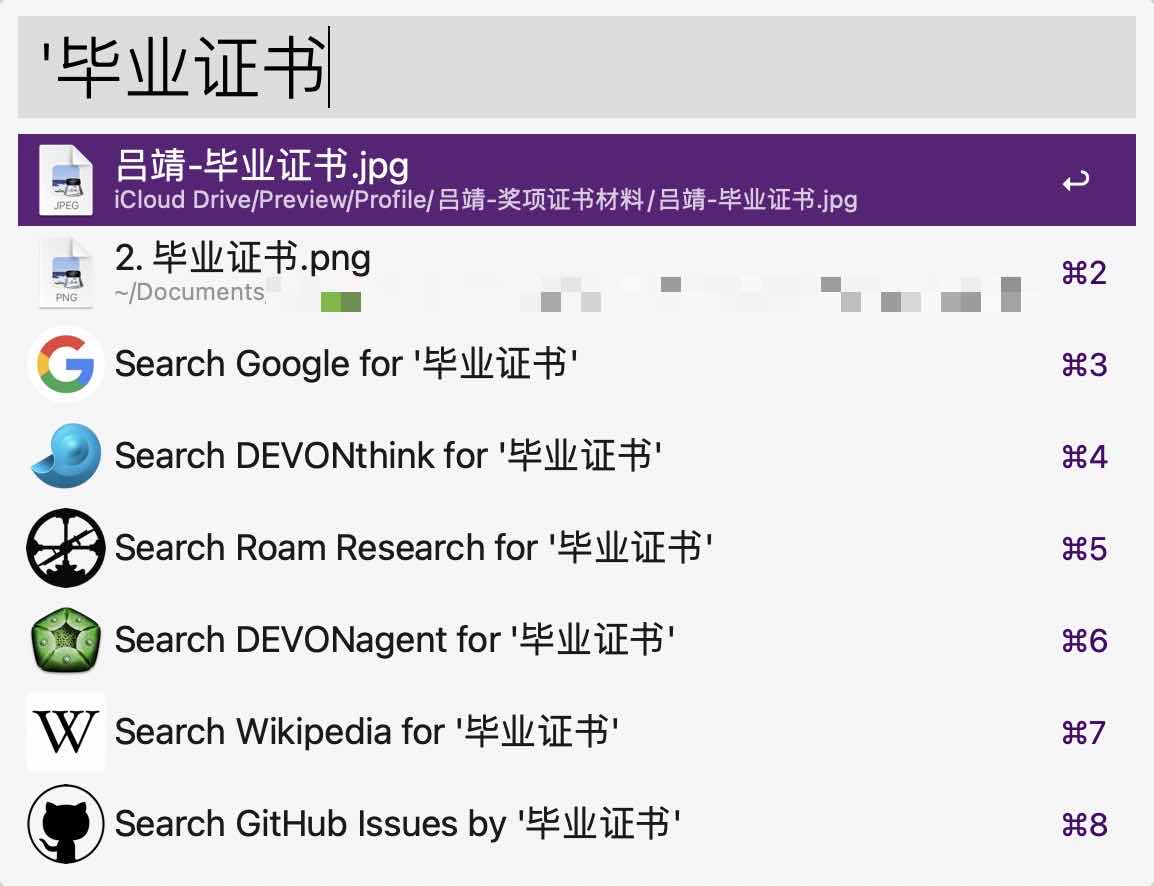 '毕业证书
吕靖-毕业证书.jpg
iCloud Drive/Preview/Profile/吕靖-奖项证书材料/吕靖-毕业证书.jpg
JPEG
2. 毕业证书.png
~/Documents
⌘2
PNG
Search Google for '毕业证书'
⌘3
Search DEVONthink for '毕业证书'
⌘4
Search Roam Research for '毕业证书'
⌘5
Search DEVONagent for '毕业证书'
⌘6
W
Search Wikipedia for '毕业证书'
⌘7
Search GitHub Issues by '毕业证书'
⌘8